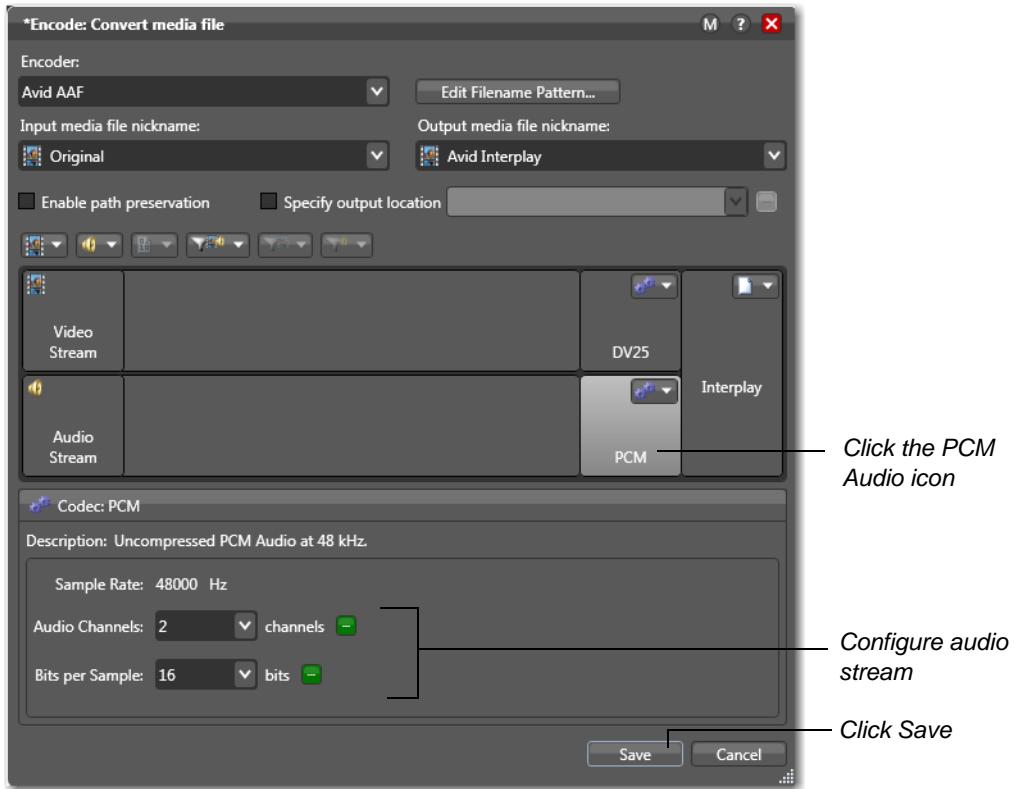 *Encode: Convert media file
M ? X
Encoder:
Avid AAF
Edit Filename Pattern...
Input media file nickname:
Output media file nickname:
Original
Avid Interplay
Enable path preservation
Specify output location
Video
Stream
DV25
Interplay
Audio
Stream
PCM
Click the PCM
Audio icon
Codec: PCM
Description: Uncompressed PCM Audio at 48 kHz.
Sample Rate: 48000 Hz
Audio Channels: 2 channels
Configure audio
stream
Bits per Sample: 16 bits
Click Save
Save
Cancel